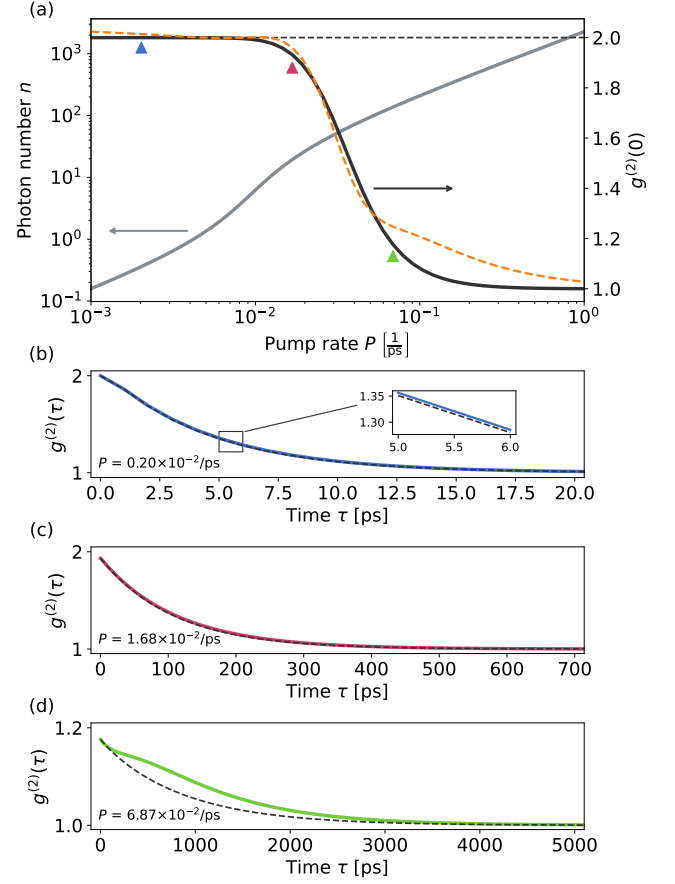 (a)
Photon number n
10³
10²
10¹
10⁰
10⁻¹
2.0
1.8
1.6
1.4
1.2
1.0
g⁽²⁾(0)
10⁻³ 10⁻² 10⁻¹ 10⁰
Pump rate P [1/ps]
(b)
g⁽²⁾(τ)
2
1
1.35
1.30
5.0 5.5 6.0
P = 0.20×10⁻²/ps
0.0 2.5 5.0 7.5 10.0 12.5 15.0 17.5 20.0
Time τ [ps]
(c)
g⁽²⁾(τ)
2
1
P = 1.68×10⁻²/ps
0 100 200 300 400 500 600 700
Time τ [ps]
(d)
g⁽²⁾(τ)
1.2
1.0
P = 6.87×10⁻²/ps
0 1000 2000 3000 4000 5000
Time τ [ps]